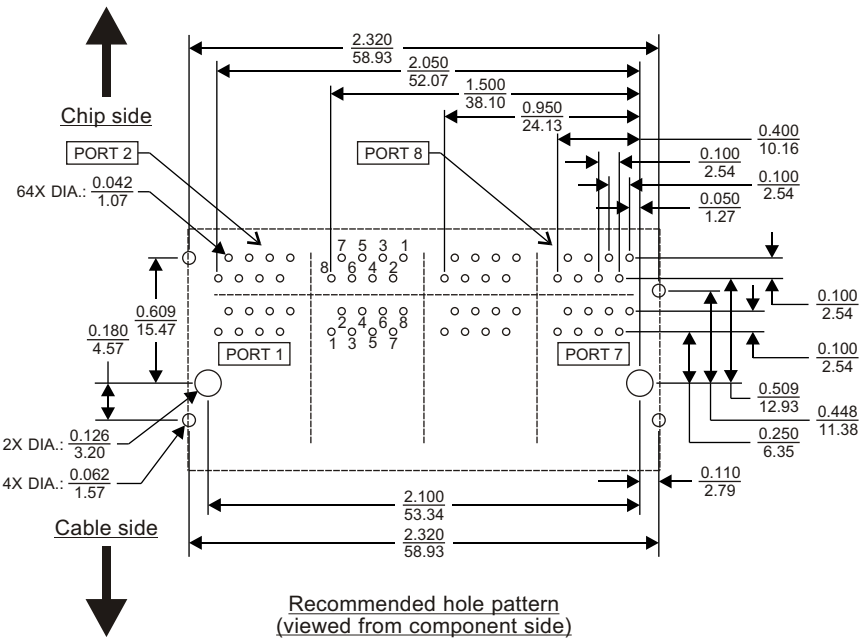 2.320
58.93
2.050
52.07
1.500
38.10
0.950
24.13
Chip side
0.400
10.16
PORT 2
PORT 8
0.100
2.54
64X DIA.: 0.042
1.07
0.100
2.54
0.050
1.27
7 5 3 1
8 6 4 2
0.609
15.47
0.100
2.54
0.180
4.57
2 4 6 8
1 3 5 7
PORT 1
PORT 7
0.100
2.54
0.509
12.93
0.448
11.38
2X DIA.: 0.126
3.20
0.250
6.35
4X DIA.: 0.062
1.57
0.110
2.79
2.100
53.34
Cable side
2.320
58.93
Recommended hole pattern
(viewed from component side)